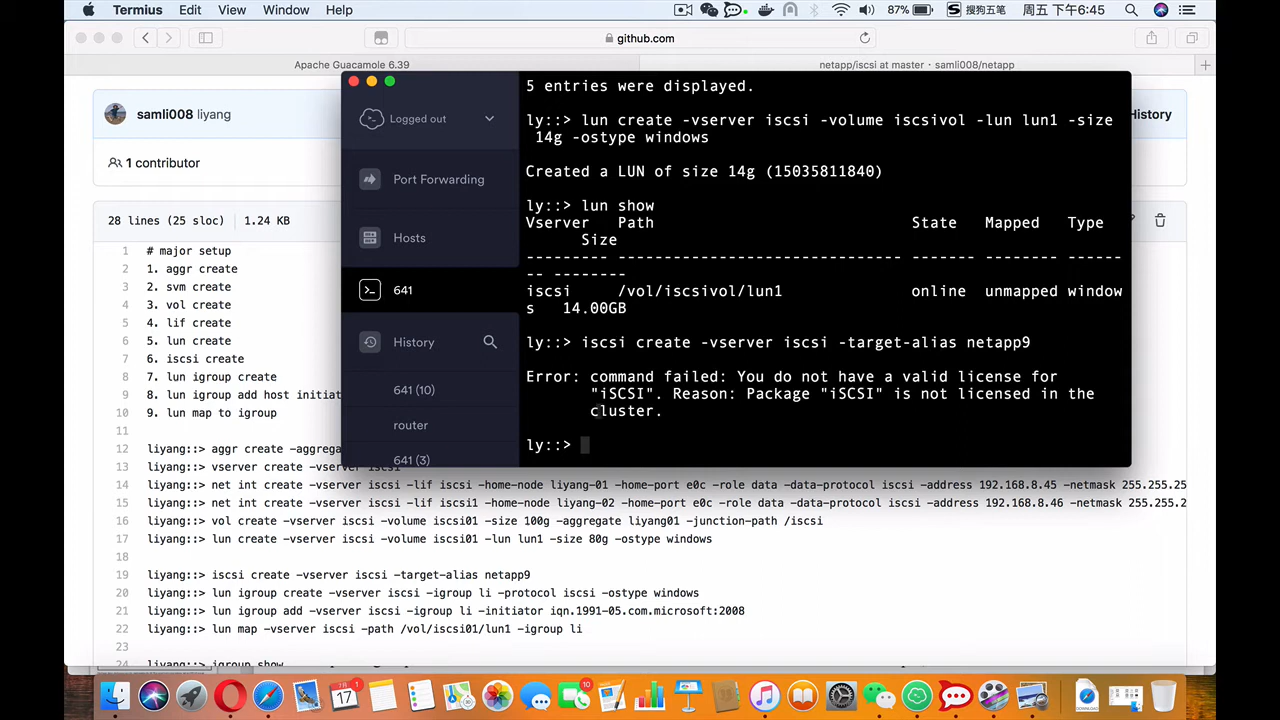 Termius Edit View Window Help
87% 搜狗五笔 周五 下午6:45
github.com
Apache Guacamole 6.39
netapp/iscsi at master · samli008/netapp
samli008 liyang
History
1 contributor
28 lines (25 sloc) 1.24 KB
1 # major setup
2 1. aggr create
3 2. svm create
4 3. vol create
5 4. lif create
6 5. lun create
7 6. iscsi create
8 7. lun igroup create
9 8. lun igroup add host initiat
10 9. lun map to igroup
11
12 liyang::> aggr create -aggrega
13 liyang::> vserver create -vserver iscsi
14 liyang::> net int create -vserver iscsi -lif iscsi -home-node liyang-01 -home-port e0c -role data -data-protocol iscsi -address 192.168.8.45 -netmask 255.255.25
15 liyang::> net int create -vserver iscsi -lif iscsi1 -home-node liyang-02 -home-port e0c -role data -data-protocol iscsi -address 192.168.8.46 -netmask 255.255.2
16 liyang::> vol create -vserver iscsi -volume iscsi01 -size 100g -aggregate liyang01 -junction-path /iscsi
17 liyang::> lun create -vserver iscsi -volume iscsi01 -lun lun1 -size 80g -ostype windows
18
19 liyang::> iscsi create -vserver iscsi -target-alias netapp9
20 liyang::> lun igroup create -vserver iscsi -igroup li -protocol iscsi -ostype windows
21 liyang::> lun igroup add -vserver iscsi -igroup li -initiator iqn.1991-05.com.microsoft:2008
22 liyang::> lun map -vserver iscsi -path /vol/iscsi01/lun1 -igroup li
23
24 liyang::> igroup show
Logged out
Port Forwarding
Hosts
641
History
641 (10)
router
641 (3)
5 entries were displayed.
ly::> lun create -vserver iscsi -volume iscsivol -lun lun1 -size
14g -ostype windows
Created a LUN of size 14g (15035811840)
ly::> lun show
Vserver Path State Mapped Type
Size
--------- ------------------------------- ------- -------- ------
-- --------
iscsi /vol/iscsivol/lun1 online unmapped window
s 14.00GB
ly::> iscsi create -vserver iscsi -target-alias netapp9
Error: command failed: You do not have a valid license for
"iSCSI". Reason: Package "iSCSI" is not licensed in the
cluster.
ly::>
7月
17
1
10